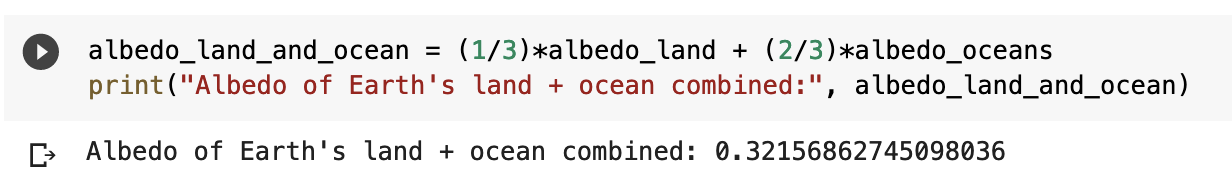 albedo_land_and_ocean = (1/3)*albedo_land + (2/3)*albedo_oceans
print("Albedo of Earth's land + ocean combined:", albedo_land_and_ocean)
Albedo of Earth's land + ocean combined: 0.32156862745098036